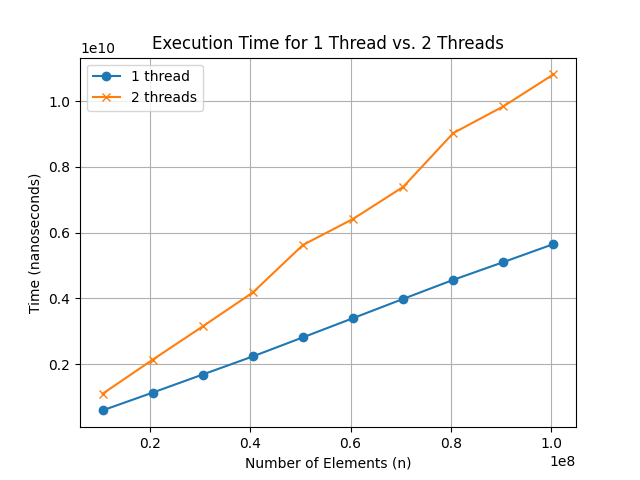 Execution Time for 1 Thread vs. 2 Threads
1e10
1 thread
2 threads
1.0
0.8
0.6
0.4
0.2
Time (nanoseconds)
0.2 0.4 0.6 0.8 1.0
Number of Elements (n)
1e8